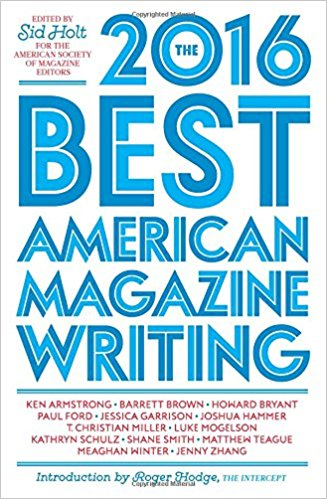 EDITED BY
Sid Holt
FOR THE
AMERICAN SOCIETY
OF MAGAZINE
EDITORS
THE
2016
BEST
AMERICAN
MAGAZINE
WRITING
KEN ARMSTRONG • BARRETT BROWN • HOWARD BRYANT
PAUL FORD • JESSICA GARRISON • JOSHUA HAMMER
T. CHRISTIAN MILLER • LUKE MOGELSON
KATHRYN SCHULZ • SHANE SMITH • MATTHEW TEAGUE
MEAGHAN WINTER • JENNY ZHANG
Introduction by Roger Hodge, THE INTERCEPT